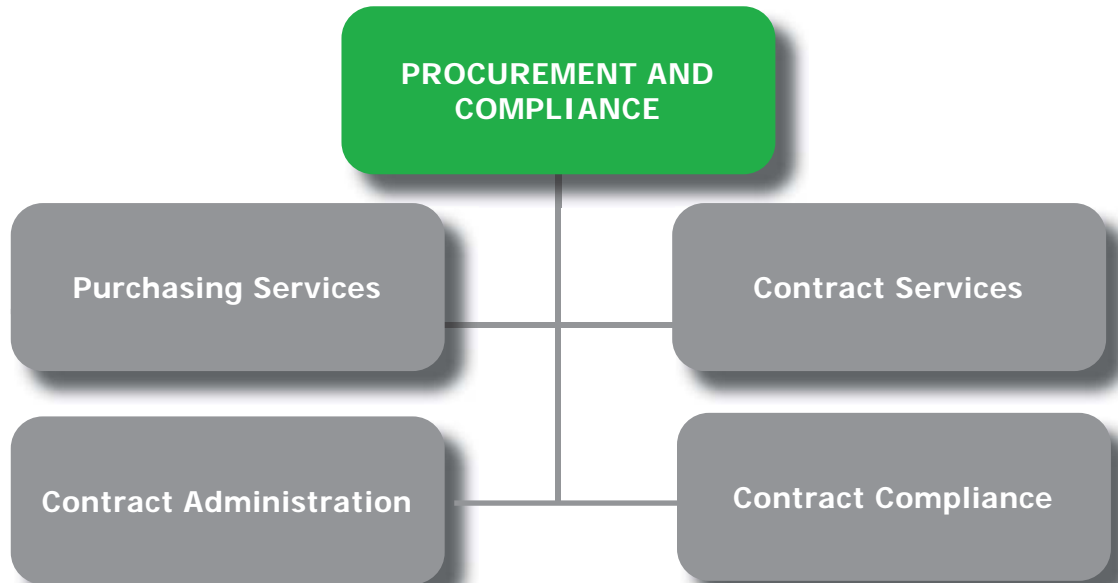 PROCUREMENT AND
COMPLIANCE
Purchasing Services
Contract Services
Contract Administration
Contract Compliance